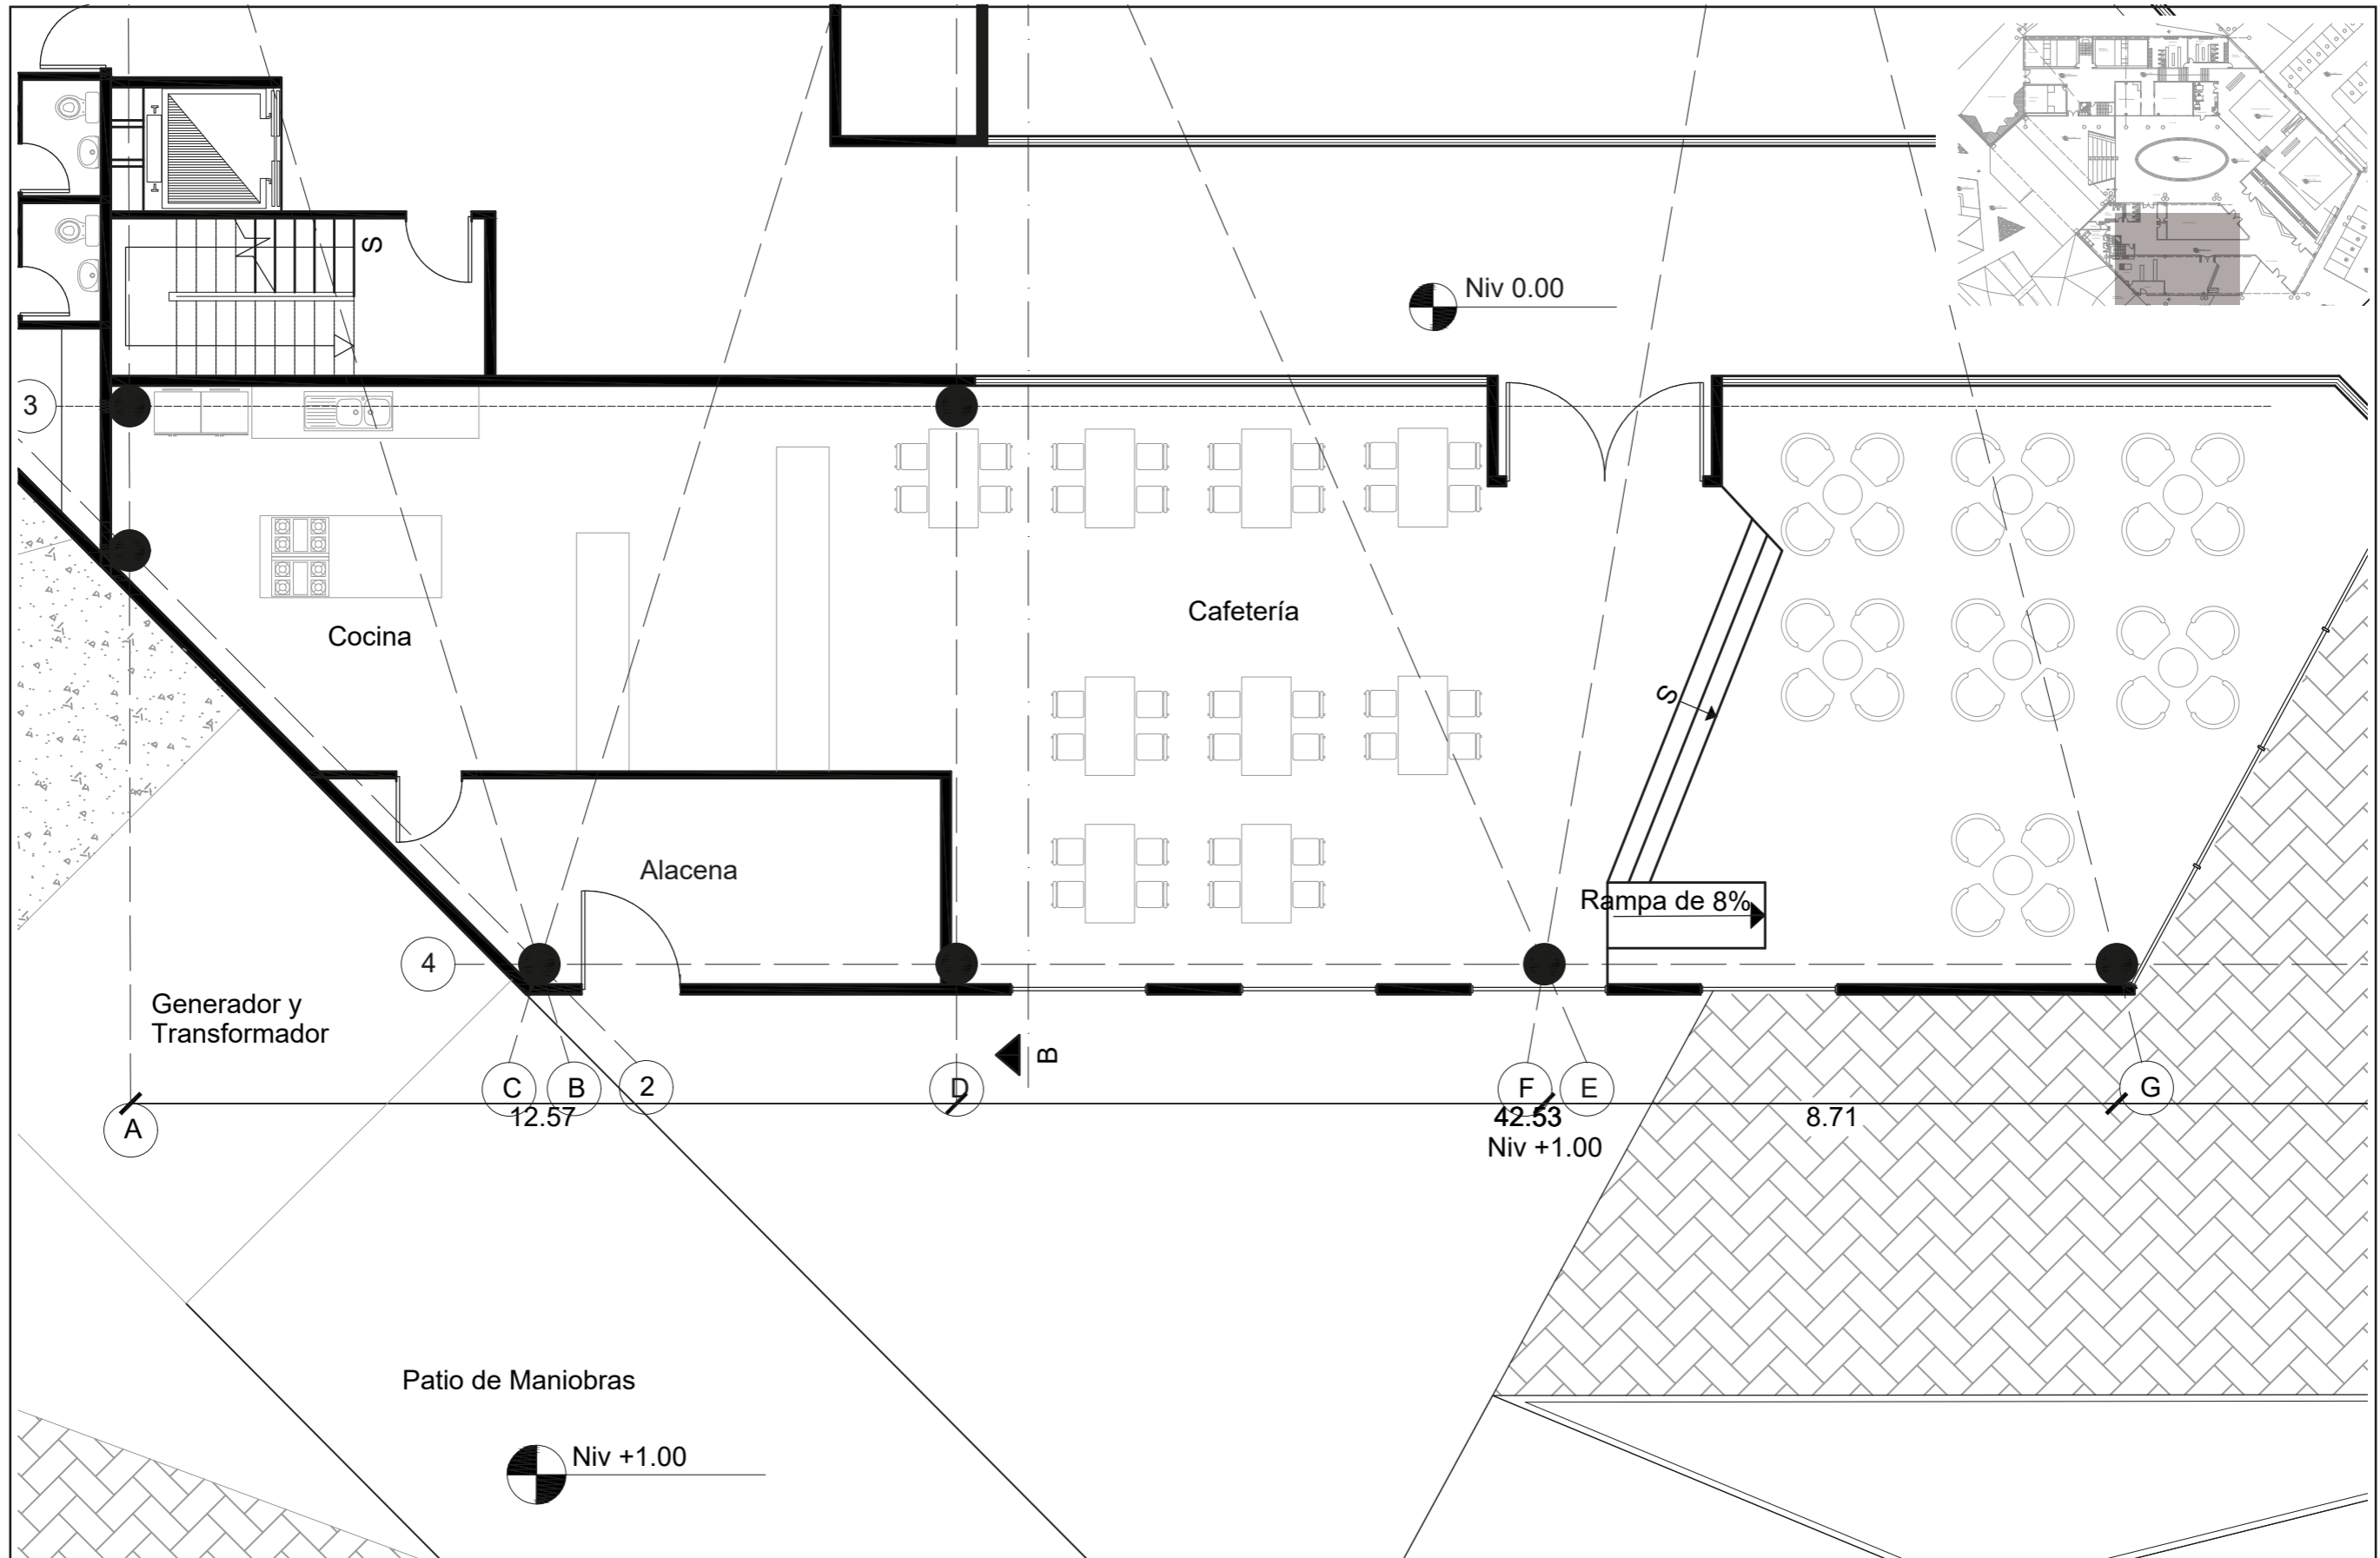 S
Niv 0.00
3
Cocina
Cafetería
S
Alacena
Rampa de 8%
4
Generador y
Transformador
B
C
B
2
D
F
E
G
A
12.57
42.53
8.71
Niv +1.00
Patio de Maniobras
Niv +1.00